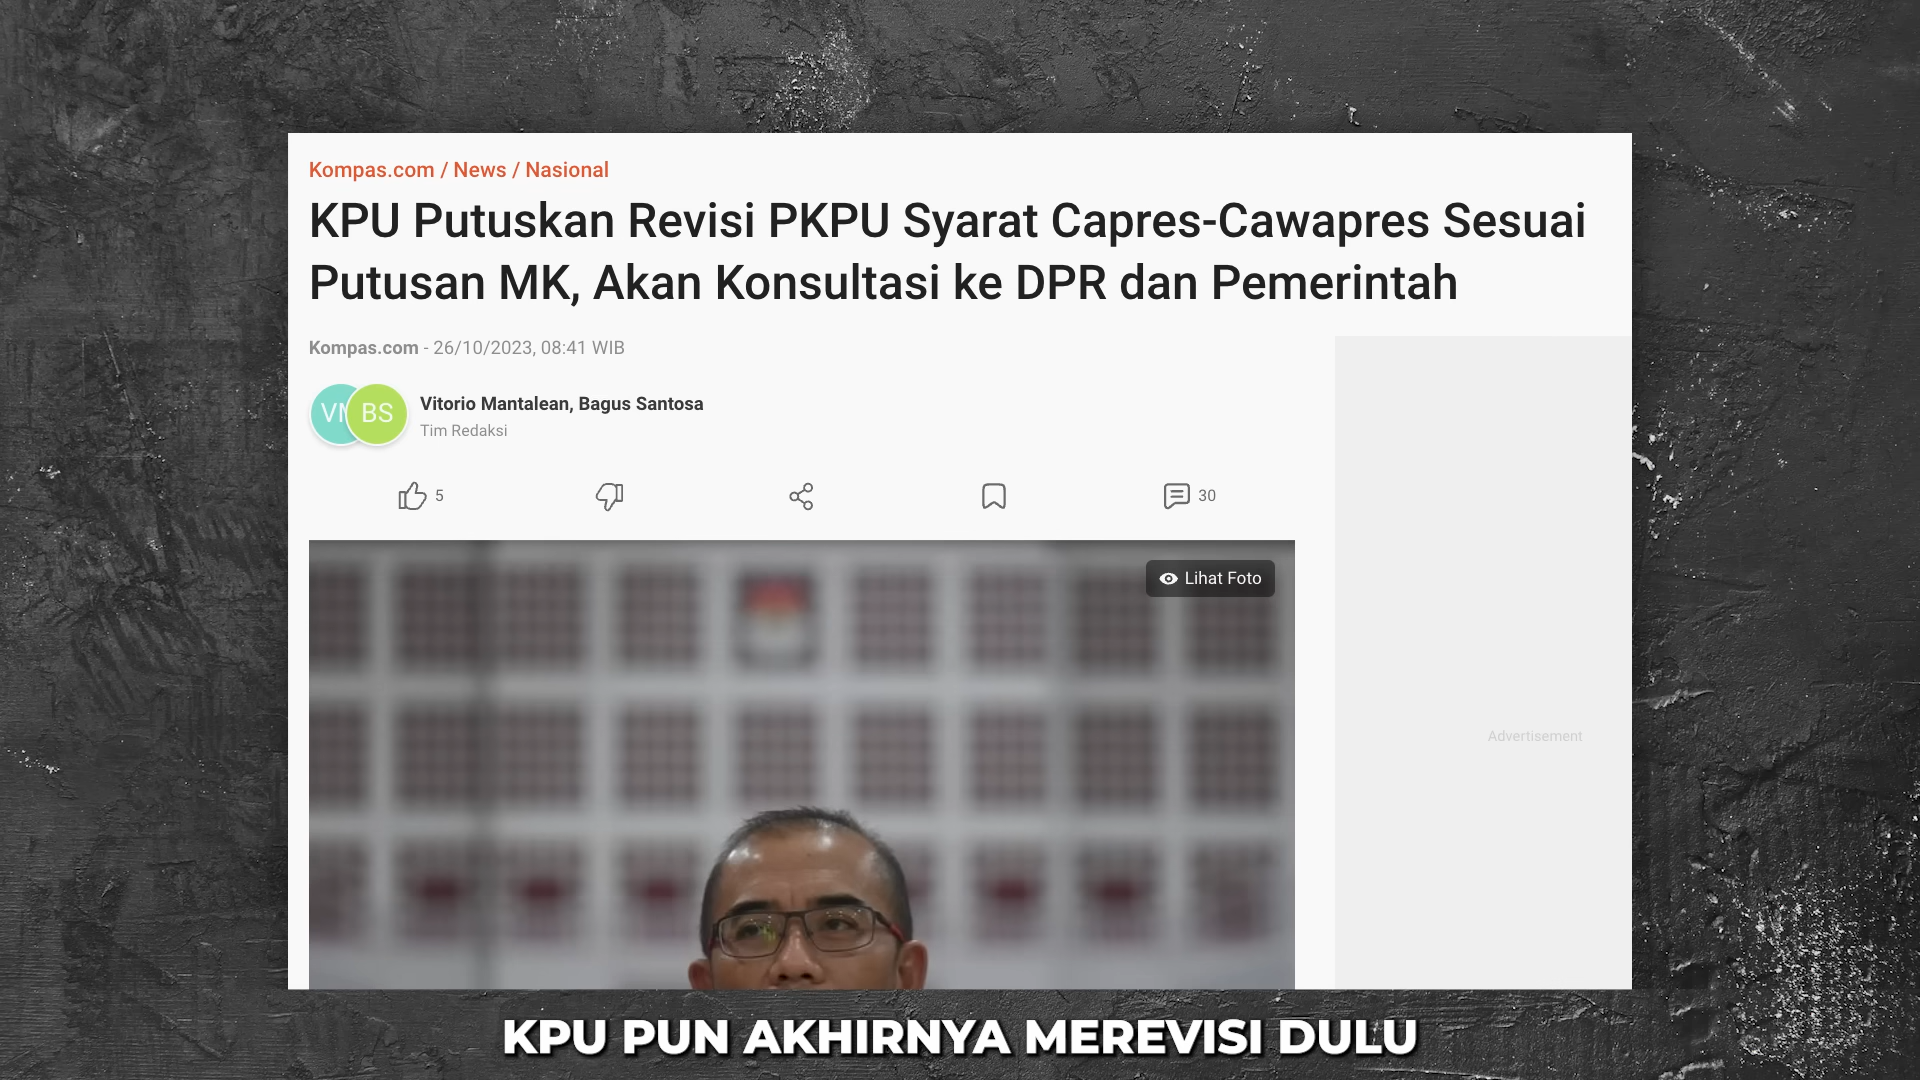 Kompas.com / News / Nasional
KPU Putuskan Revisi PKPU Syarat Capres-Cawapres Sesuai
Putusan MK, Akan Konsultasi ke DPR dan Pemerintah
Kompas.com - 26/10/2023, 08:41 WIB
BS
Vitorio Mantalean, Bagus Santosa
Tim Redaksi
5
30
Lihat Foto
Advertisement
KPU PUN AKHIRNYA MEREVISI DULU